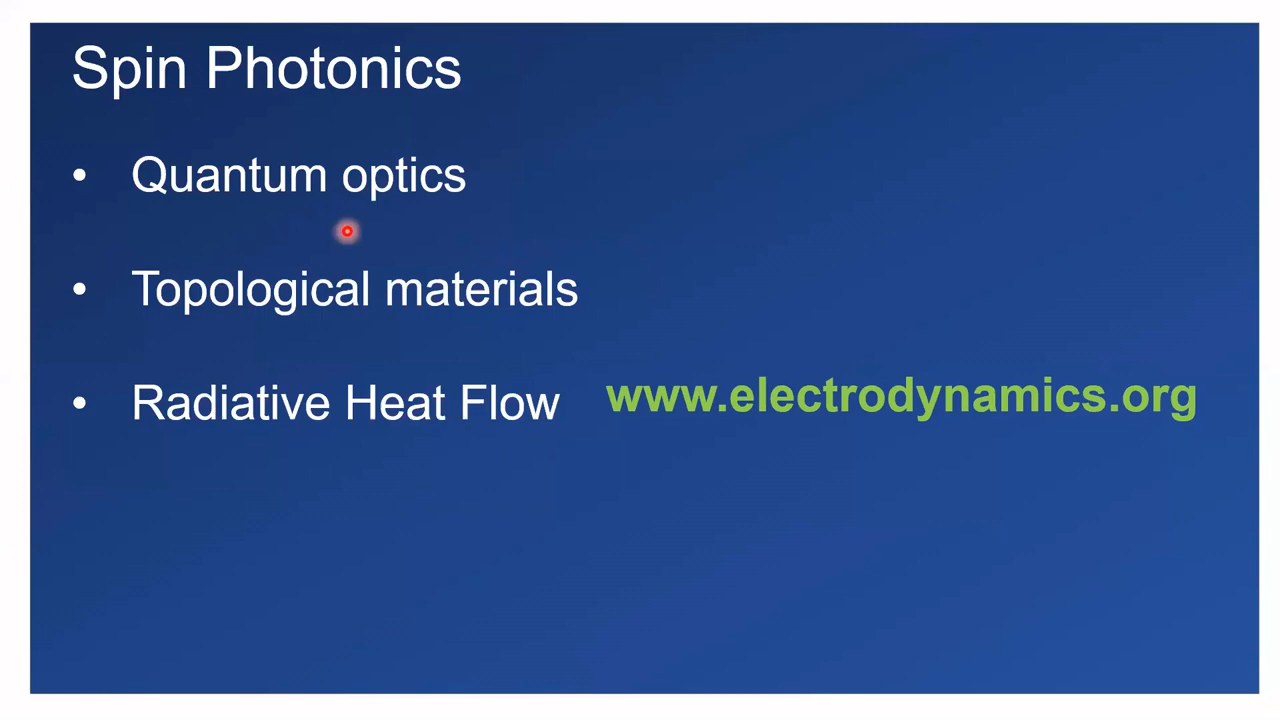 Spin Photonics
• Quantum optics
• Topological materials
• Radiative Heat Flow
www.electrodynamics.org